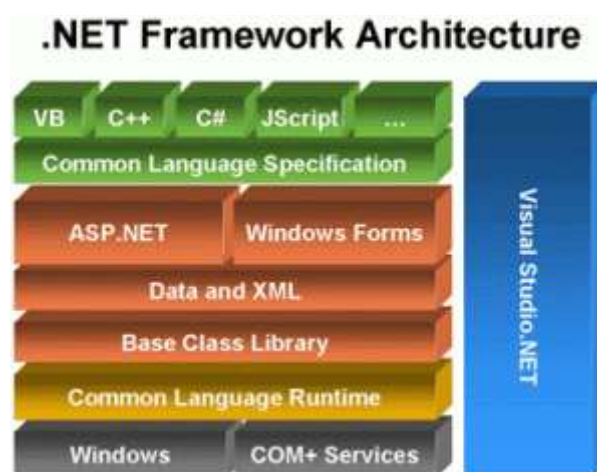 .NET Framework Architecture
VB C++ C# JScript ...
Common Language Specification
ASP.NET Windows Forms
Data and XML
Base Class Library
Common Language Runtime
Windows COM+ Services
Visual Studio.NET